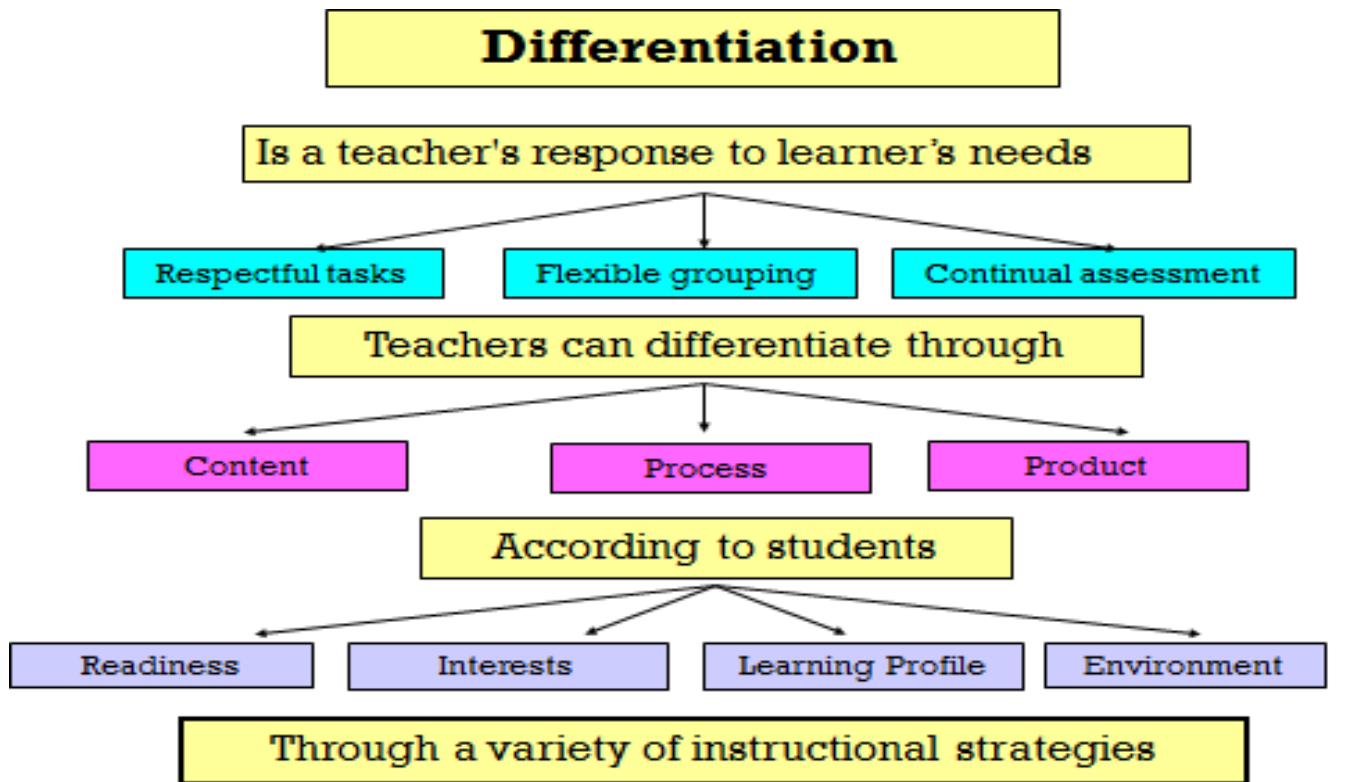 Differentiation
Is a teacher's response to learner’s needs
Respectful tasks
Flexible grouping
Continual assessment
Teachers can differentiate through
Content
Process
Product
According to students
Readiness
Interests
Learning Profile
Environment
Through a variety of instructional strategies